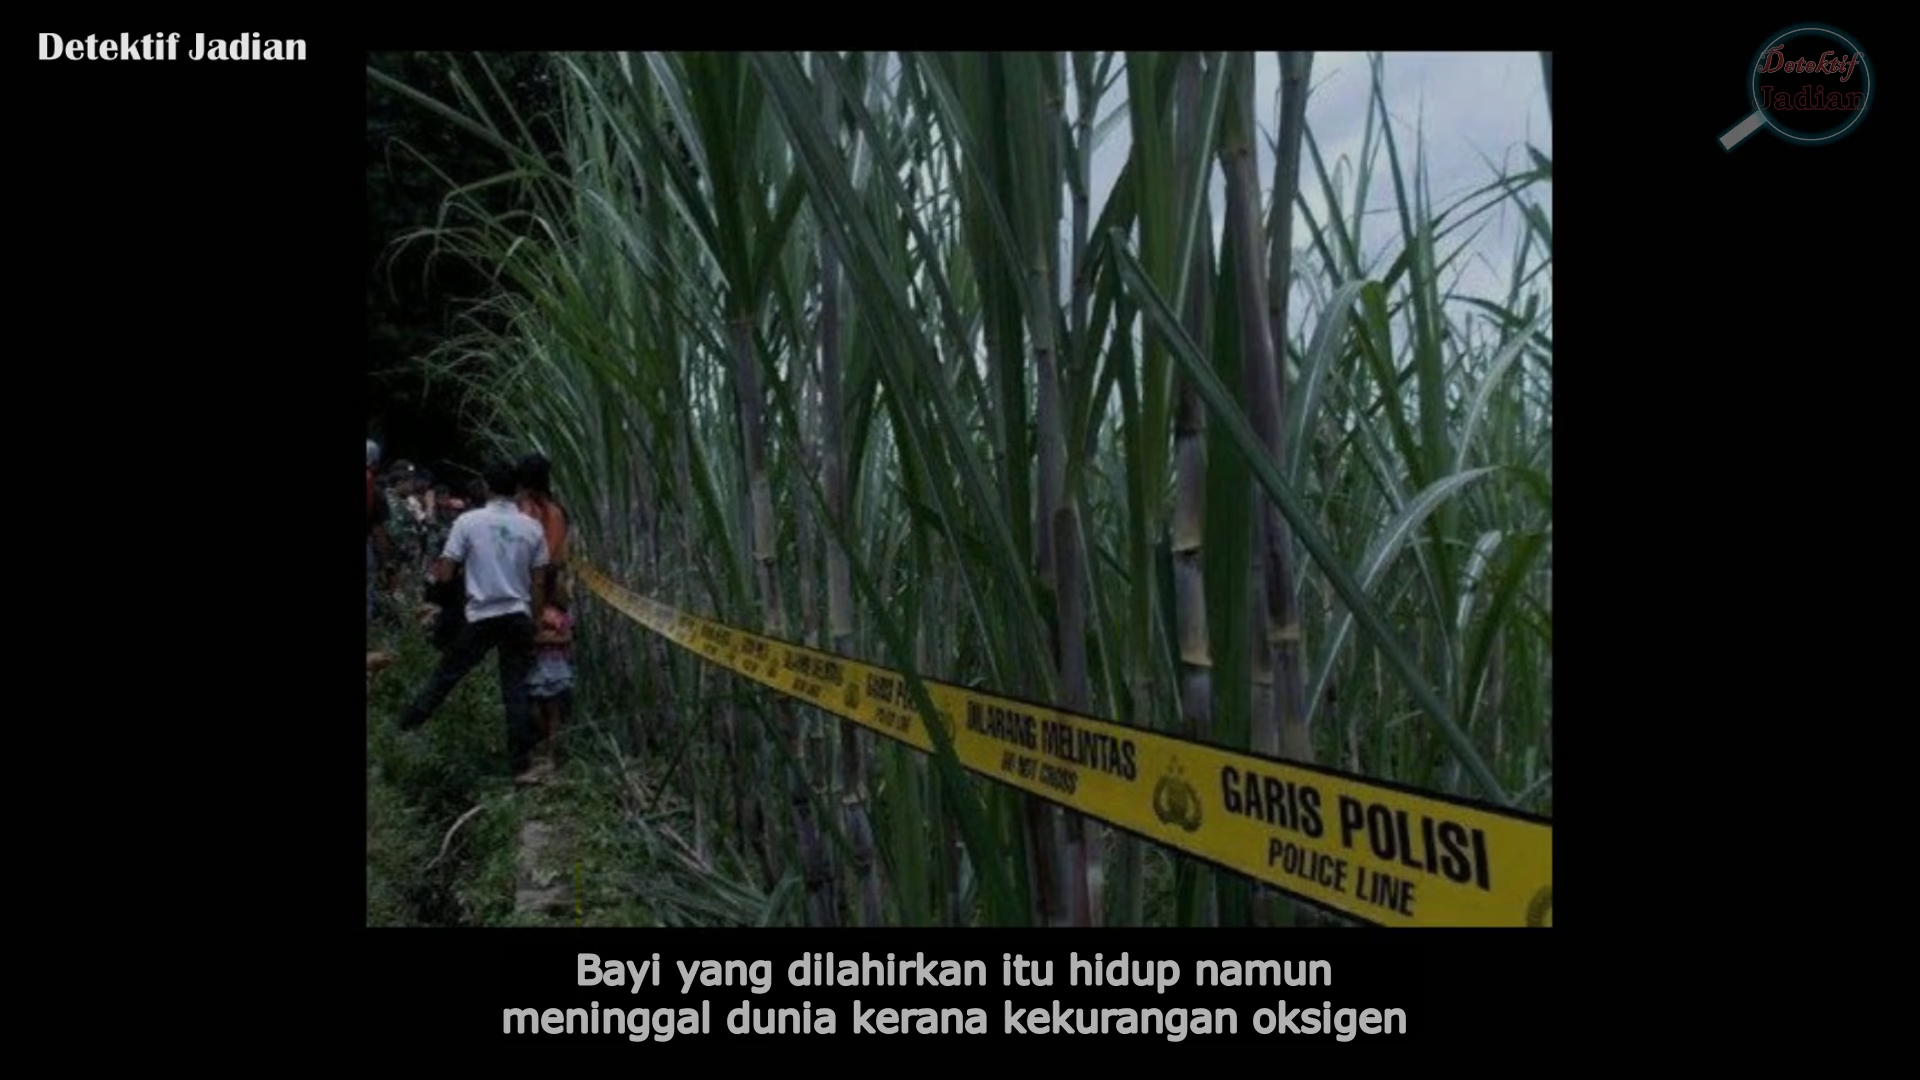 Detektif Jadian
Detektif
Jadian
GARIS
DILARANG MELINTAS
DO NOT CROSS
GARIS POLISI
POLICE LINE
Bayi yang dilahirkan itu hidup namun
meninggal dunia kerana kekurangan oksigen